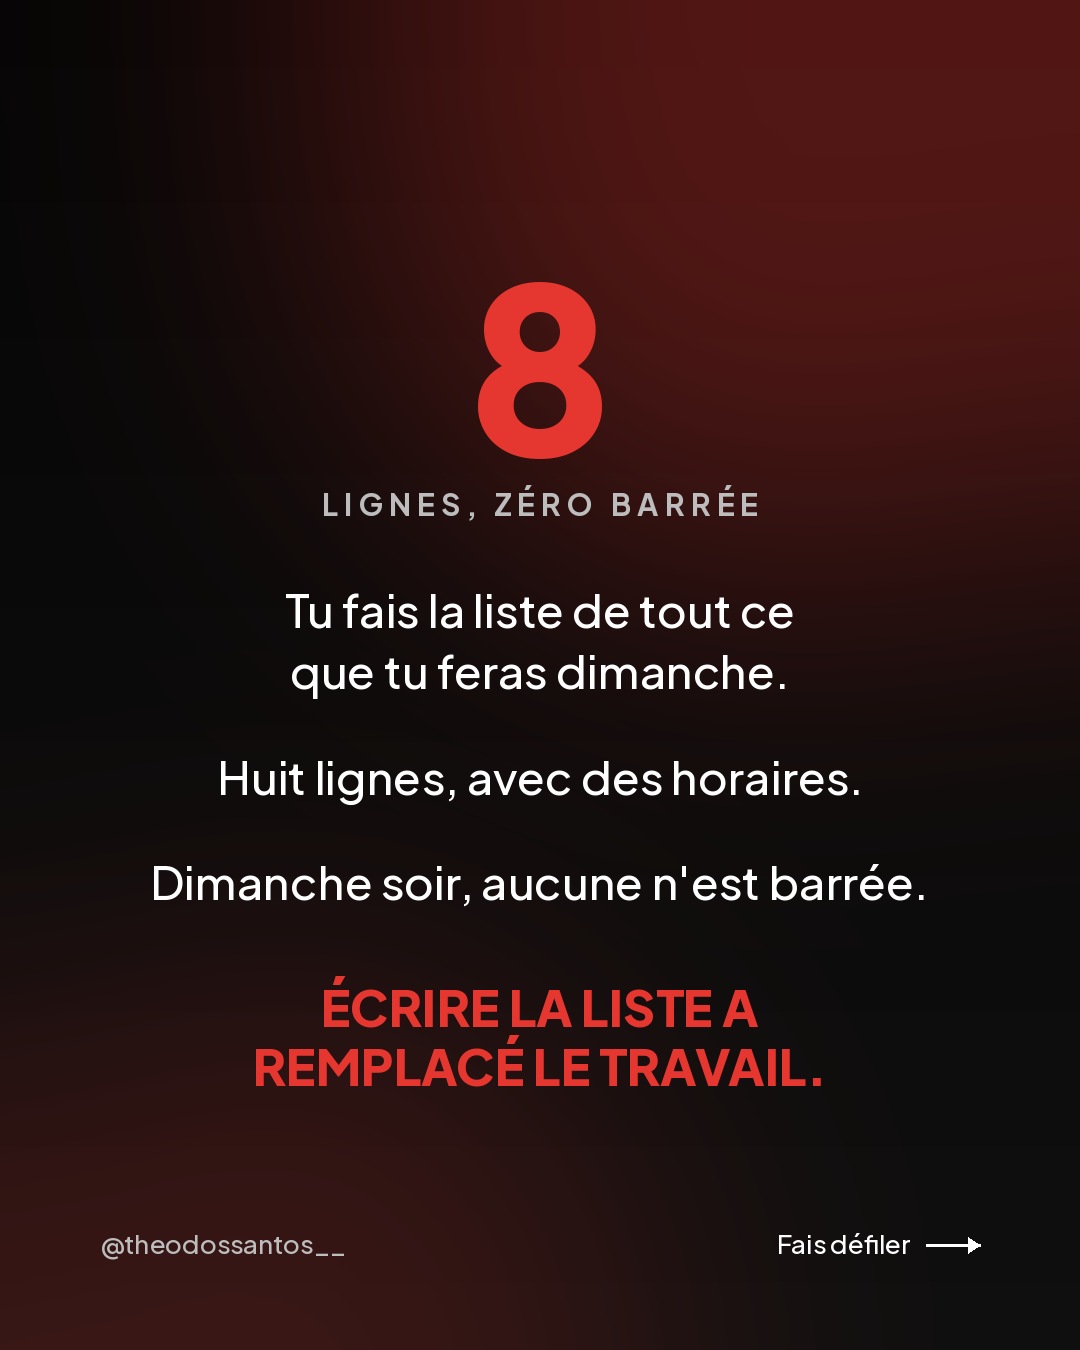 8
LIGNES, ZÉRO BARRÉE
Tu fais la liste de tout ce
que tu feras dimanche.
Huit lignes, avec des horaires.
Dimanche soir, aucune n'est barrée.
ÉCRIRE LA LISTE A
REMPLACÉ LE TRAVAIL.
@theodossantos__
Fais défiler